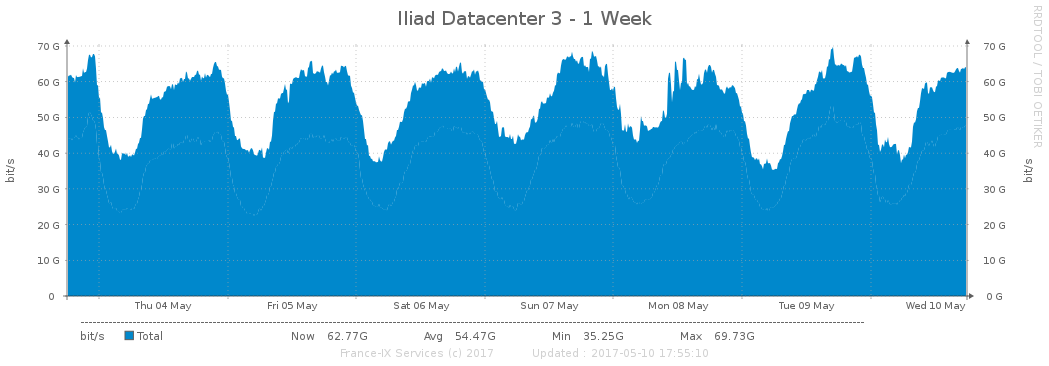 Iliad Datacenter 3 - 1 Week
RRDTOOL / TOBI OETIKER
bit/s
70 G 70 G
60 G 60 G
50 G 50 G
40 G 40 G
30 G 30 G
20 G 20 G
10 G 10 G
0 0 G
bit/s
Thu 04 May Fri 05 May Sat 06 May Sun 07 May Mon 08 May Tue 09 May Wed 10 May
bit/s Total Now 62.77G Avg 54.47G Min 35.25G Max 69.73G
France-IX Services (c) 2017 Updated : 2017-05-10 17:55:10